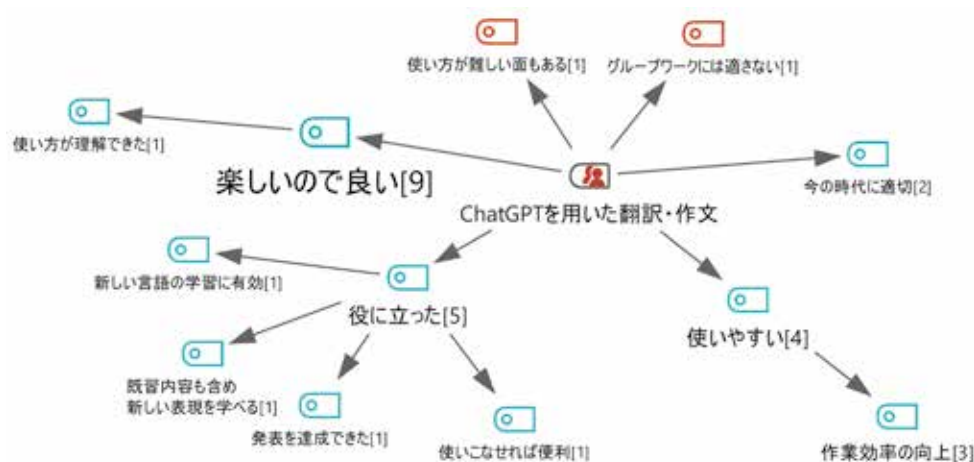 使い方が難しい面もある[1]
グループワークには適さない[1]
使い方が理解できた[1]
楽しいので良い[9]
今の時代に適切[2]
ChatGPTを用いた翻訳・作文
新しい言語の学習に有効[1]
役に立った[5]
使いやすい[4]
既習内容も含め
新しい表現を学べる[1]
発表を達成できた[1]
使いこなせれば便利[1]
作業効率の向上[3]